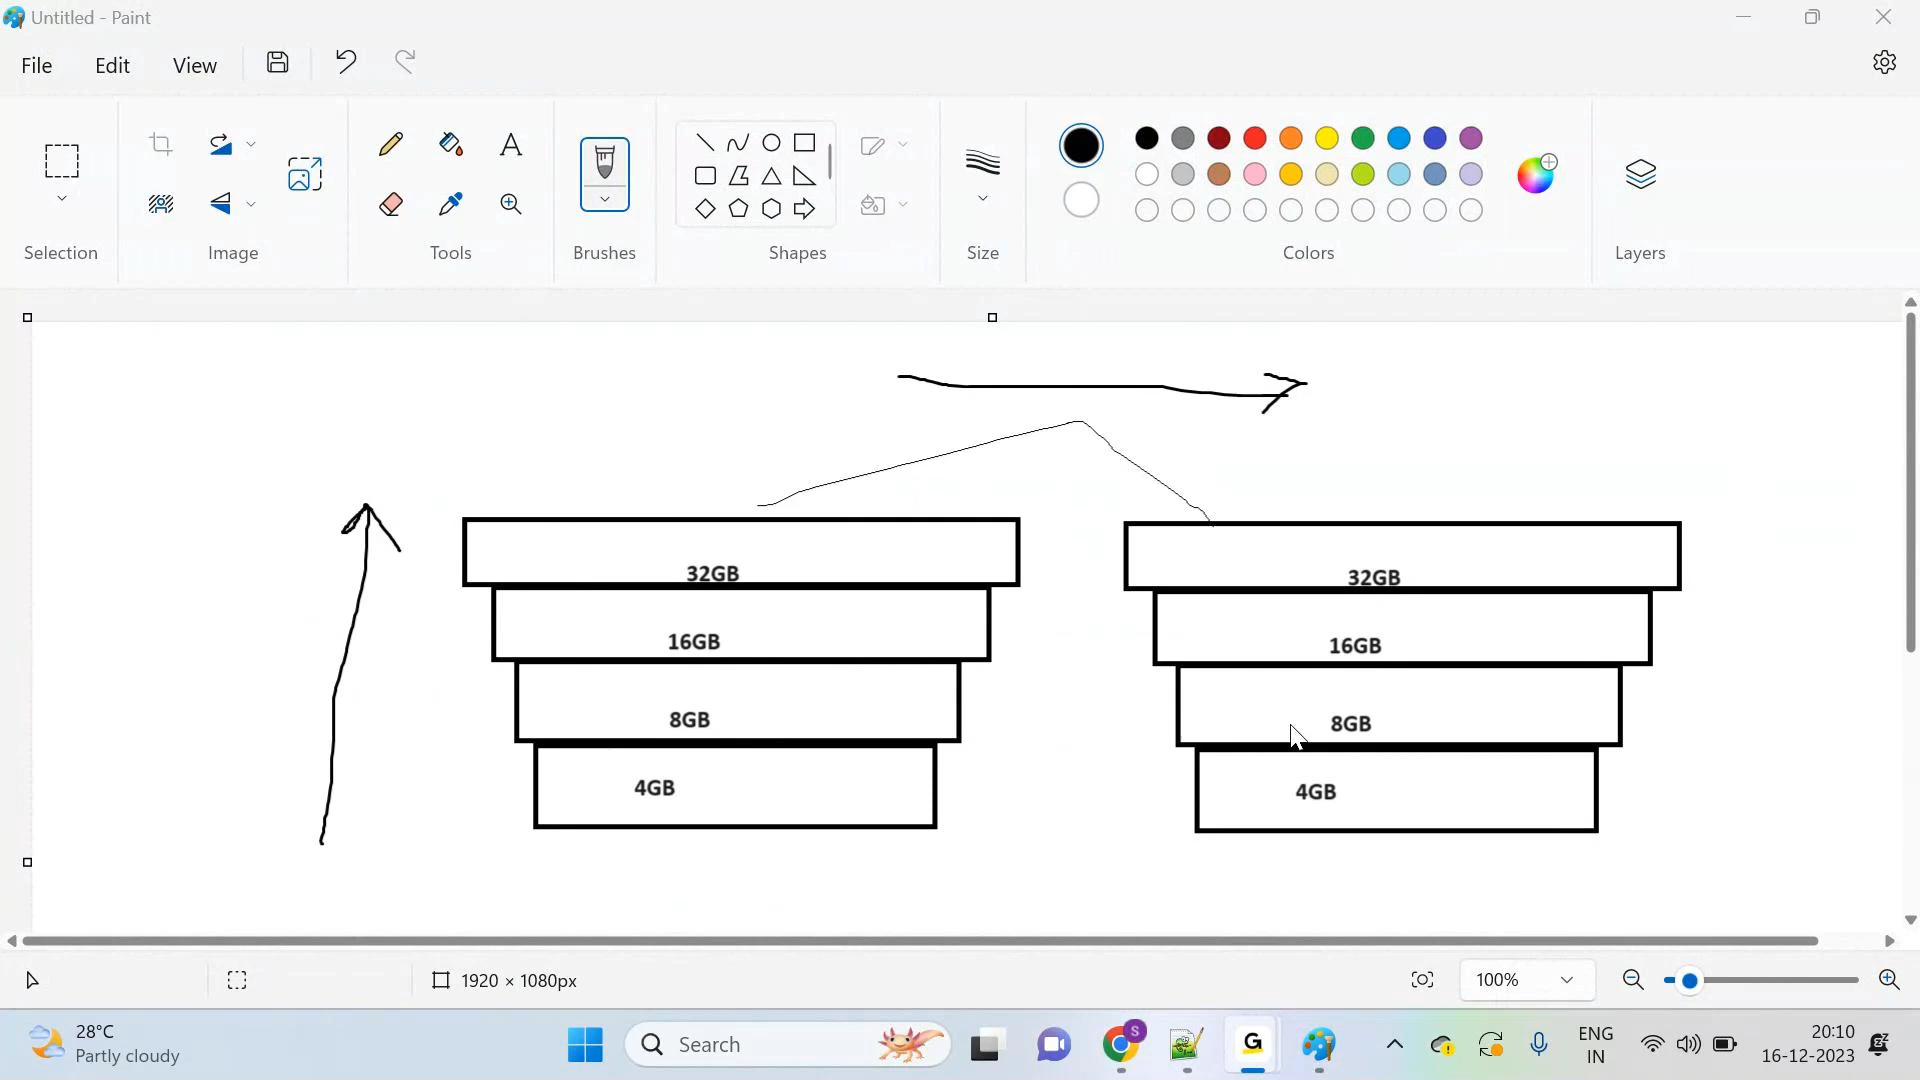 Untitled - Paint
File Edit View
Selection Image Tools Brushes Shapes Size Colors Layers
32GB 32GB
16GB 16GB
8GB 8GB
4GB 4GB
1920 × 1080px 100%
28°C
Partly cloudy
Search
S
G
ENG
IN
20:10
16-12-2023